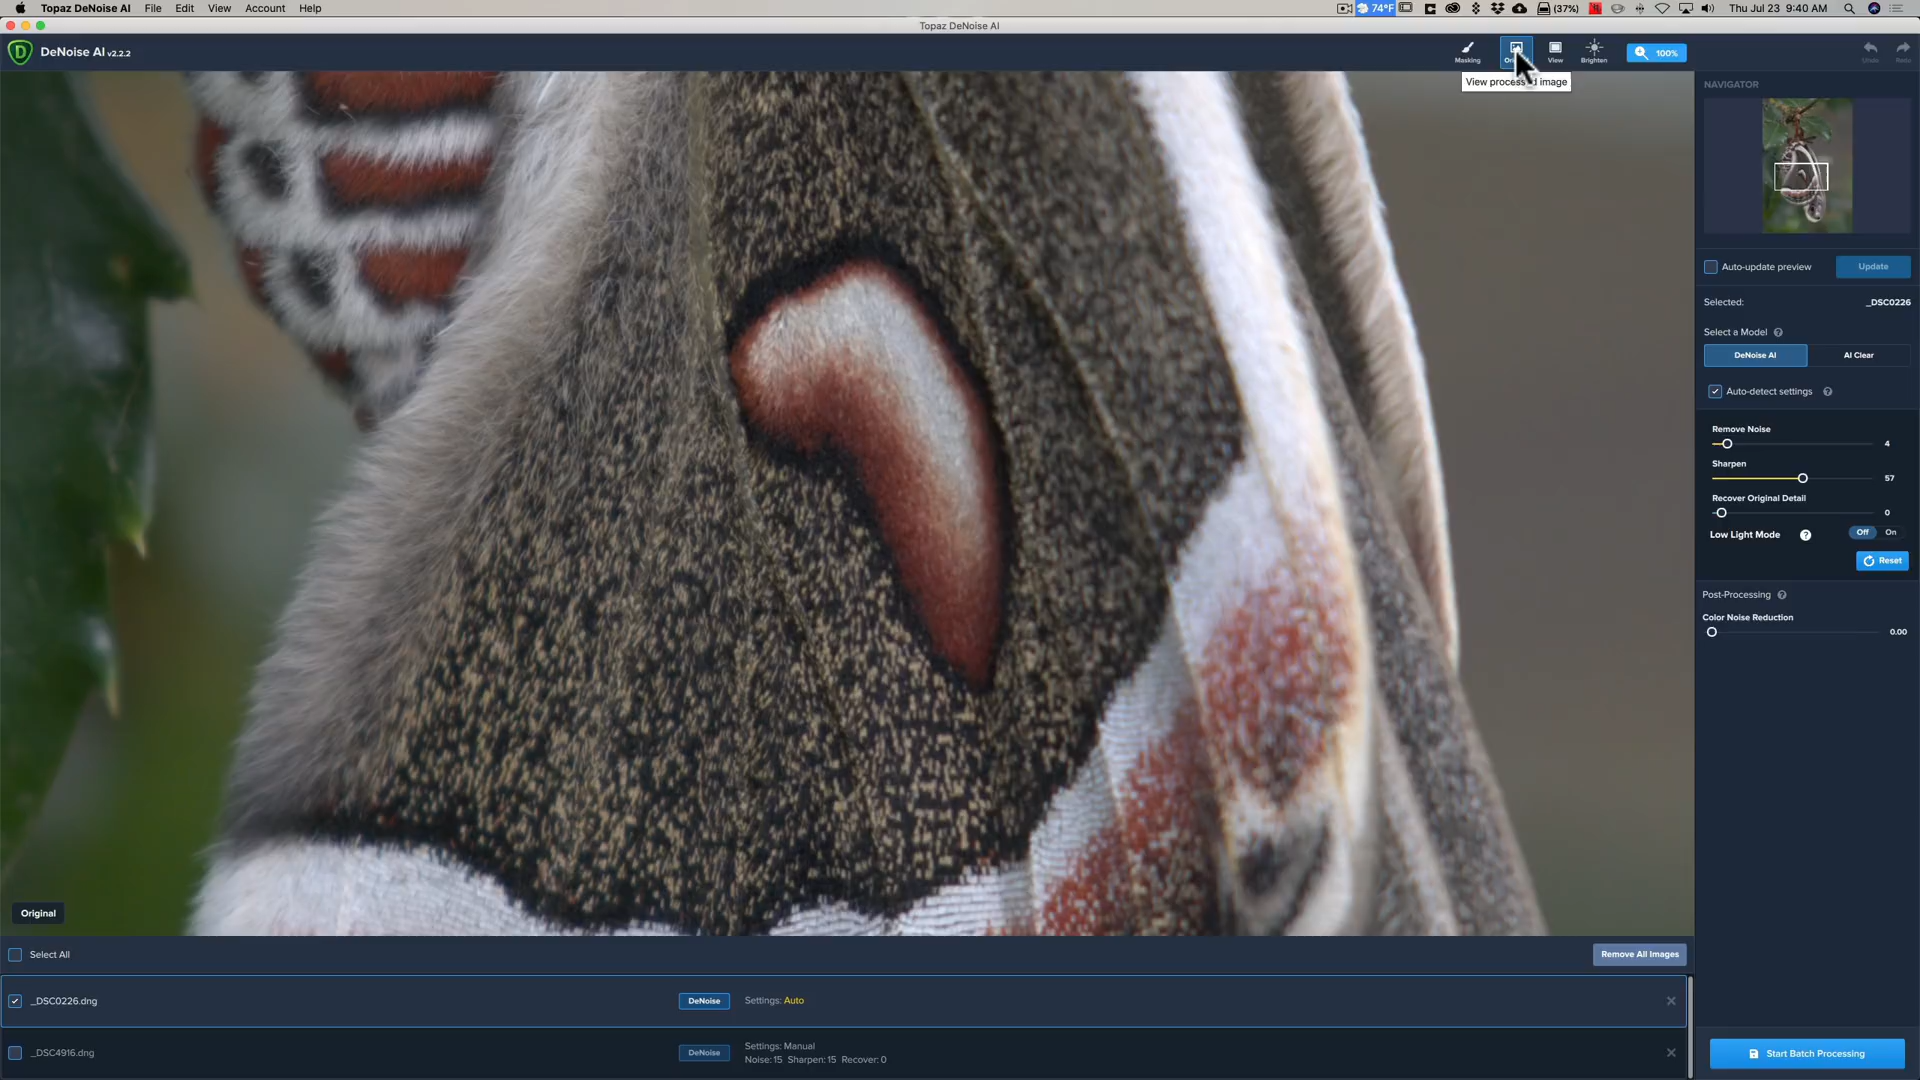 Topaz DeNoise AI File Edit View Account Help (37%) 74°F Thu Jul 23 9:40 AM
Topaz DeNoise AI
DeNoise AI v2.2.2
Masking View Brighten 100% Undo Redo
View processed image
NAVIGATOR
Auto-update preview Update
Selected: _DSC0226
Select a Model
DeNoise AI AI Clear
Auto-detect settings
Remove Noise
4
Sharpen
57
Recover Original Detail
0
Low Light Mode Off On
Reset
Post-Processing
Color Noise Reduction
0.00
Original
Select All Remove All Images
_DSC0226.dng DeNoise Settings: Auto
_DSC4916.dng DeNoise Settings: Manual
Noise: 15 Sharpen: 15 Recover: 0
Start Batch Processing